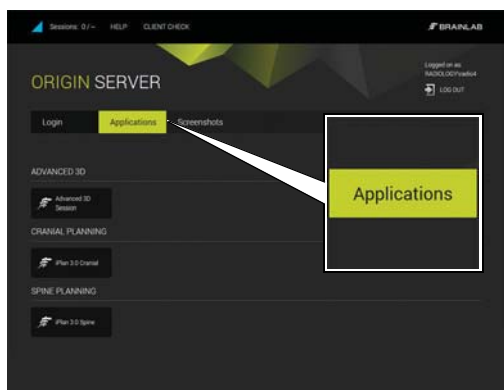 Sessions: 0/– HELP CLIENT CHECK BRAINLAB
Logged on as:
ORIGIN SERVER
LOG OUT
Login Applications Screenshots
Applications
ADVANCED 3D
Advanced 3D
Session
CRANIAL PLANNING
iPlan 3.0 Cranial
SPINE PLANNING
iPlan 3.0 Spine